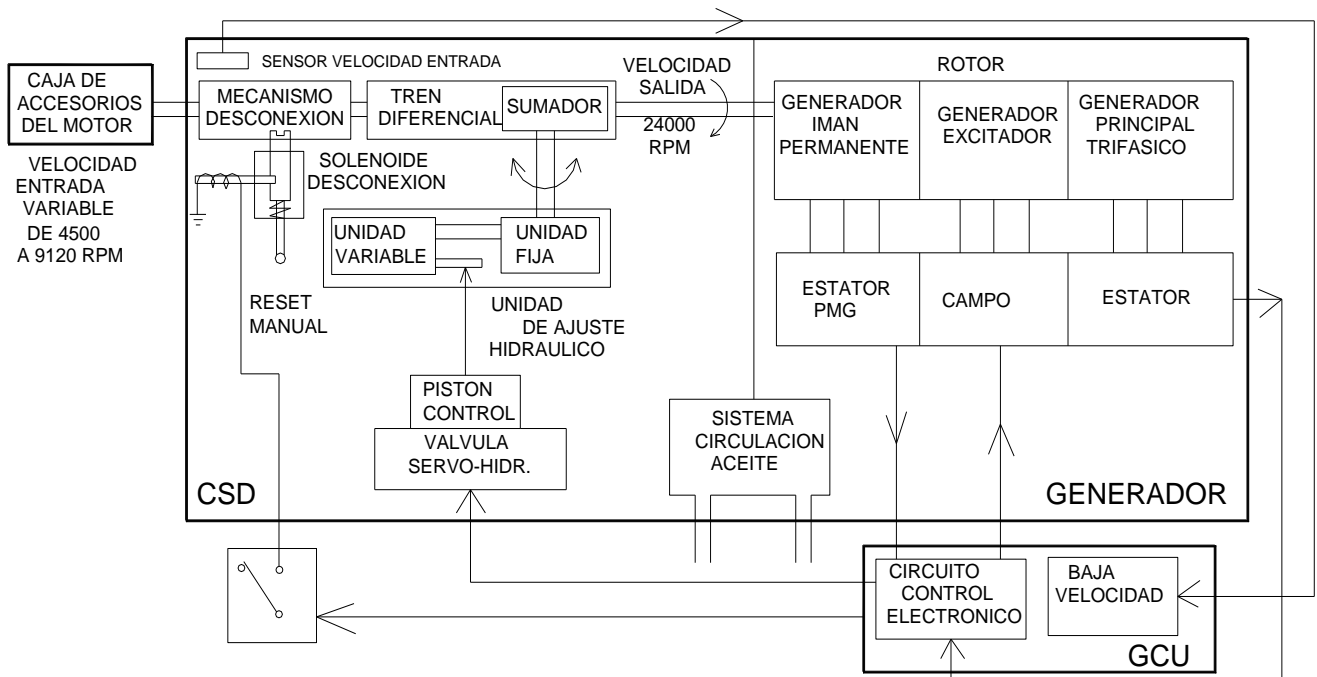 SENSOR VELOCIDAD ENTRADA
CAJA DE
ACCESORIOS
DEL MOTOR
VELOCIDAD
ENTRADA
VARIABLE
DE 4500
A 9120 RPM
MECANISMO
DESCONEXION
TREN
DIFERENCIAL
SUMADOR
VELOCIDAD
SALIDA
24000
RPM
ROTOR
GENERADOR
IMAN
PERMANENTE
GENERADOR
EXCITADOR
GENERADOR
PRINCIPAL
TRIFASICO
SOLENOIDE
DESCONEXION
UNIDAD
VARIABLE
UNIDAD
FIJA
RESET
MANUAL
UNIDAD
DE AJUSTE
HIDRAULICO
ESTATOR
PMG
CAMPO
ESTATOR
PISTON
CONTROL
VALVULA
SERVO-HIDR.
SISTEMA
CIRCULACION
ACEITE
CSD
GENERADOR
CIRCUITO
CONTROL
ELECTRONICO
BAJA
VELOCIDAD
GCU